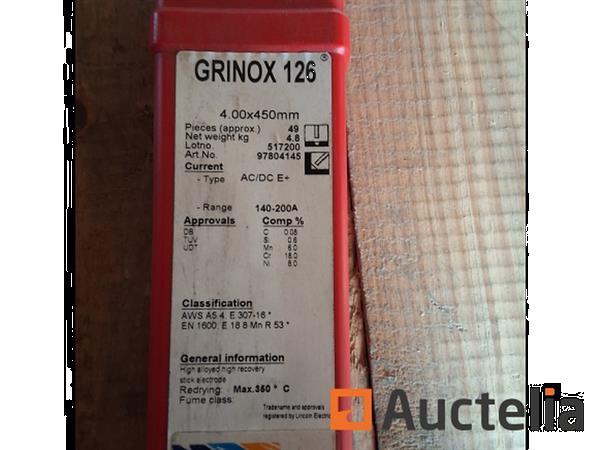 GRINOX 126 ®
4.00x450mm
Pieces (approx.) 49
Net weight kg 4.8
Lotno. 517200
Art.No. 97804145
Current
- Type AC/DC E+
- Range 140-200A
Approvals Comp %
DB C 0.08
TUV Si 0.6
UDT Mn 6.0
Cr 18.0
Ni 8.0
Classification
AWS A5.4: E 307-16 *
EN 1600: E 18 8 Mn R 53 *
General information
High alloyed high recovery
stick electrode
Redrying: Max.350 ° C
Fume class:
Tradename and approvals
registered by Lincoln Electric
Auctelia